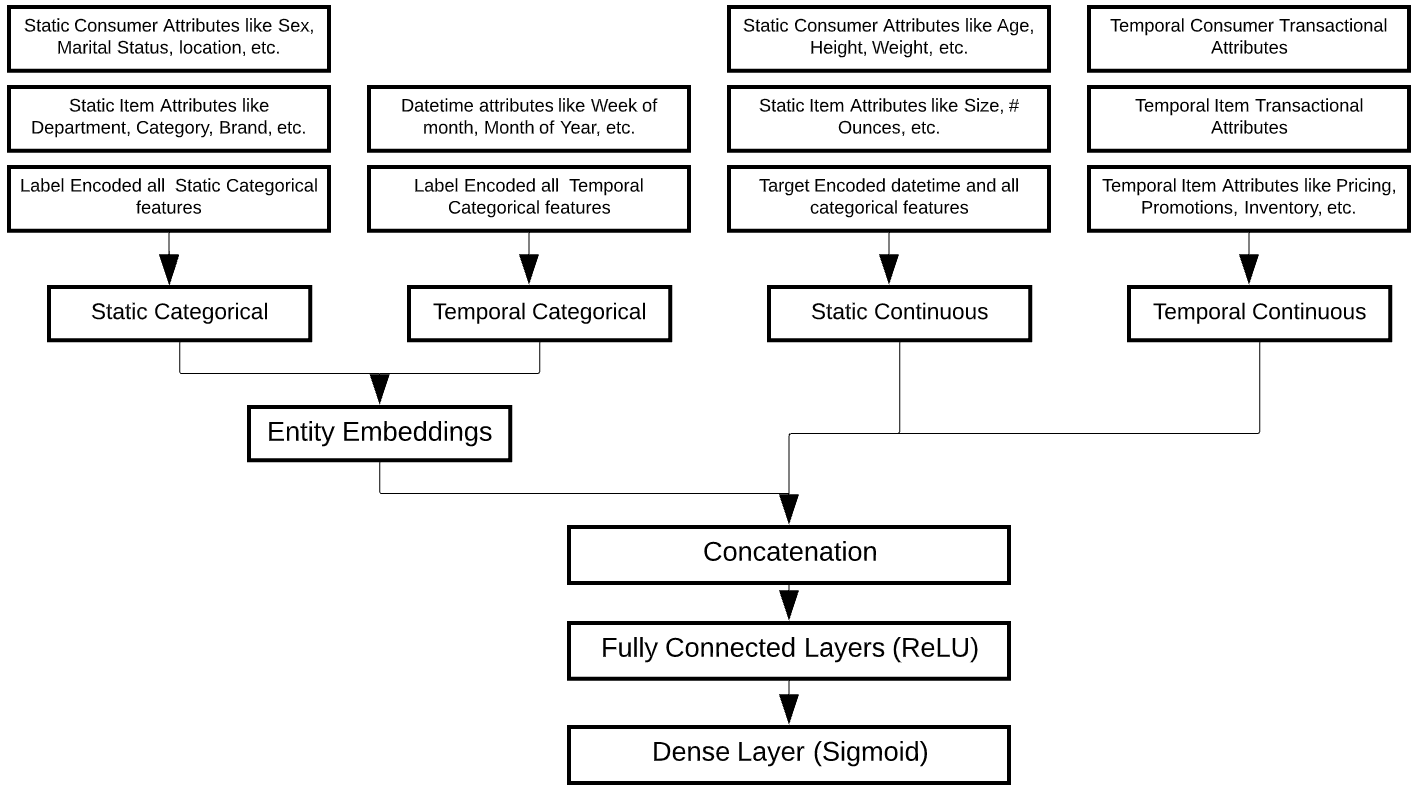 Static Consumer Attributes like Sex,
Marital Status, location, etc.
Static Consumer Attributes like Age,
Height, Weight, etc.
Temporal Consumer Transactional
Attributes
Static Item Attributes like
Department, Category, Brand, etc.
Datetime attributes like Week of
month, Month of Year, etc.
Static Item Attributes like Size, #
Ounces, etc.
Temporal Item Transactional
Attributes
Label Encoded all  Static Categorical
features
Label Encoded all  Temporal
Categorical features
Target Encoded datetime and all
categorical features
Temporal Item Attributes like Pricing,
Promotions, Inventory, etc.
Static Categorical
Temporal Categorical
Static Continuous
Temporal Continuous
Entity Embeddings
Concatenation
Fully Connected Layers (ReLU)
Dense Layer (Sigmoid)